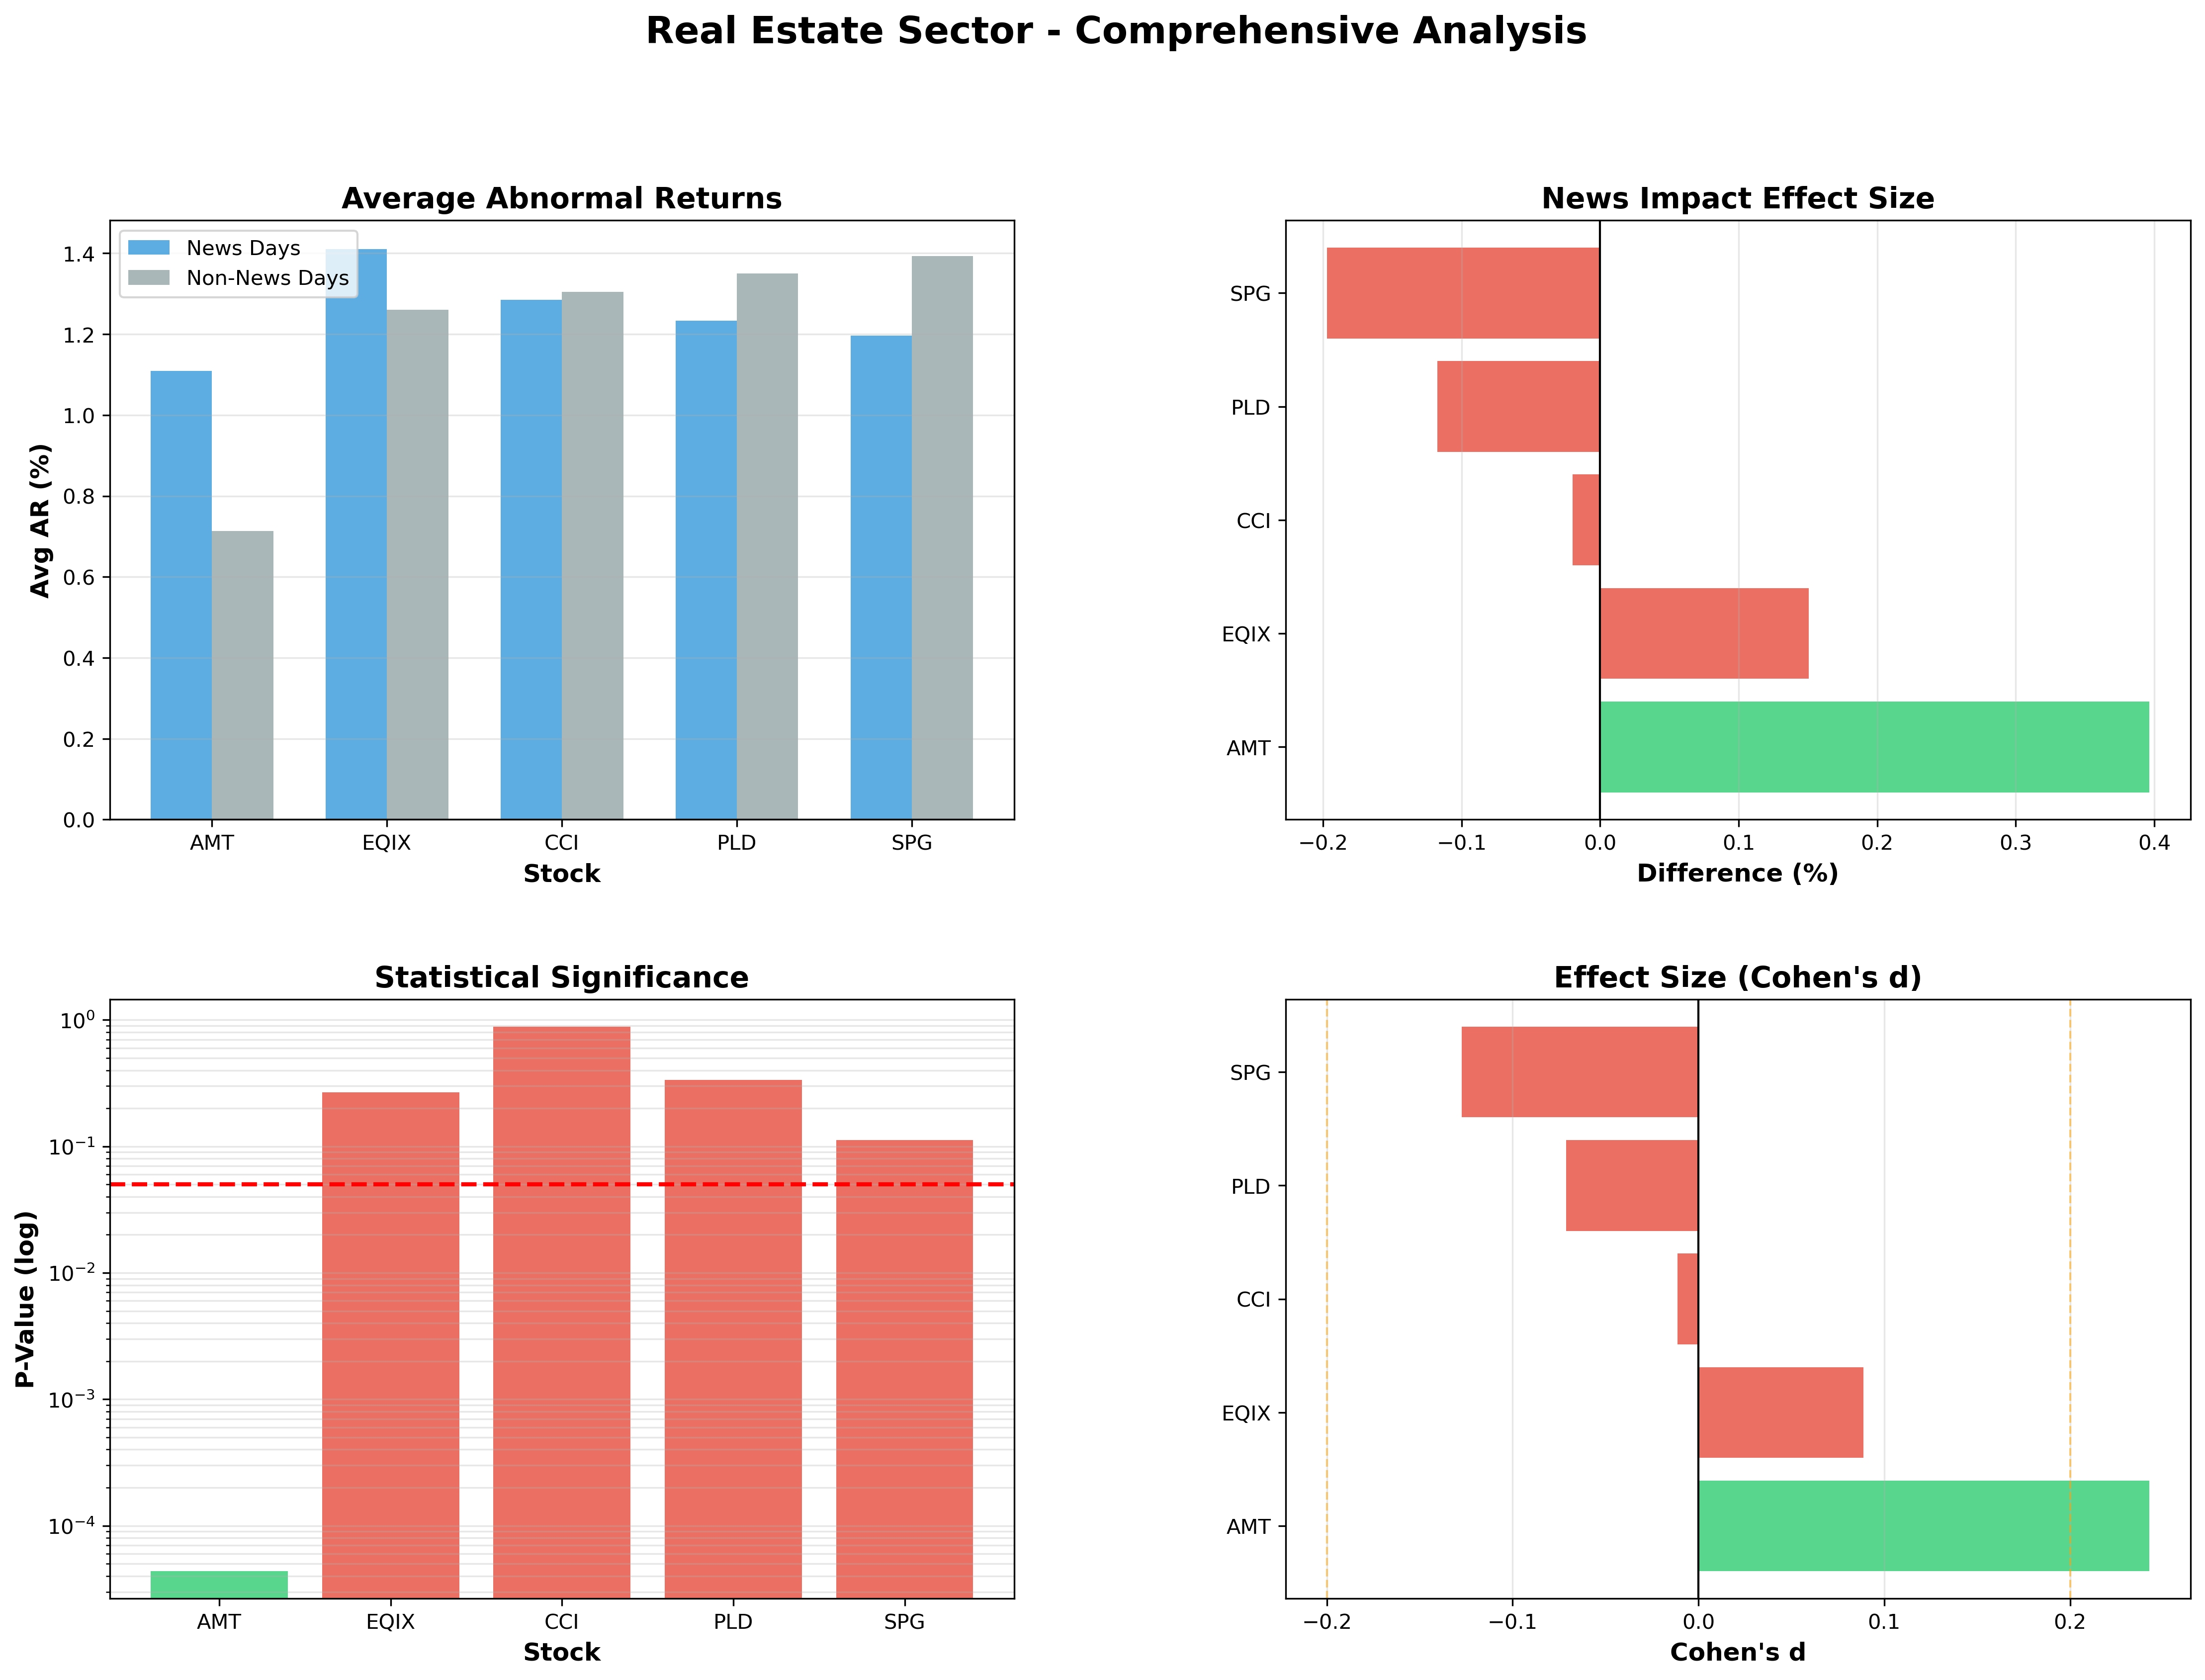 Real Estate Sector - Comprehensive Analysis
Average Abnormal Returns
News Days
Non-News Days
1.4
1.2
1.0
0.8
0.6
0.4
0.2
0.0
Avg AR (%)
AMT EQIX CCI PLD SPG
Stock
News Impact Effect Size
SPG
PLD
CCI
EQIX
AMT
−0.2 −0.1 0.0 0.1 0.2 0.3 0.4
Difference (%)
Statistical Significance
10⁰
10⁻¹
10⁻²
10⁻³
10⁻⁴
P-Value (log)
AMT EQIX CCI PLD SPG
Stock
Effect Size (Cohen's d)
SPG
PLD
CCI
EQIX
AMT
−0.2 −0.1 0.0 0.1 0.2
Cohen's d